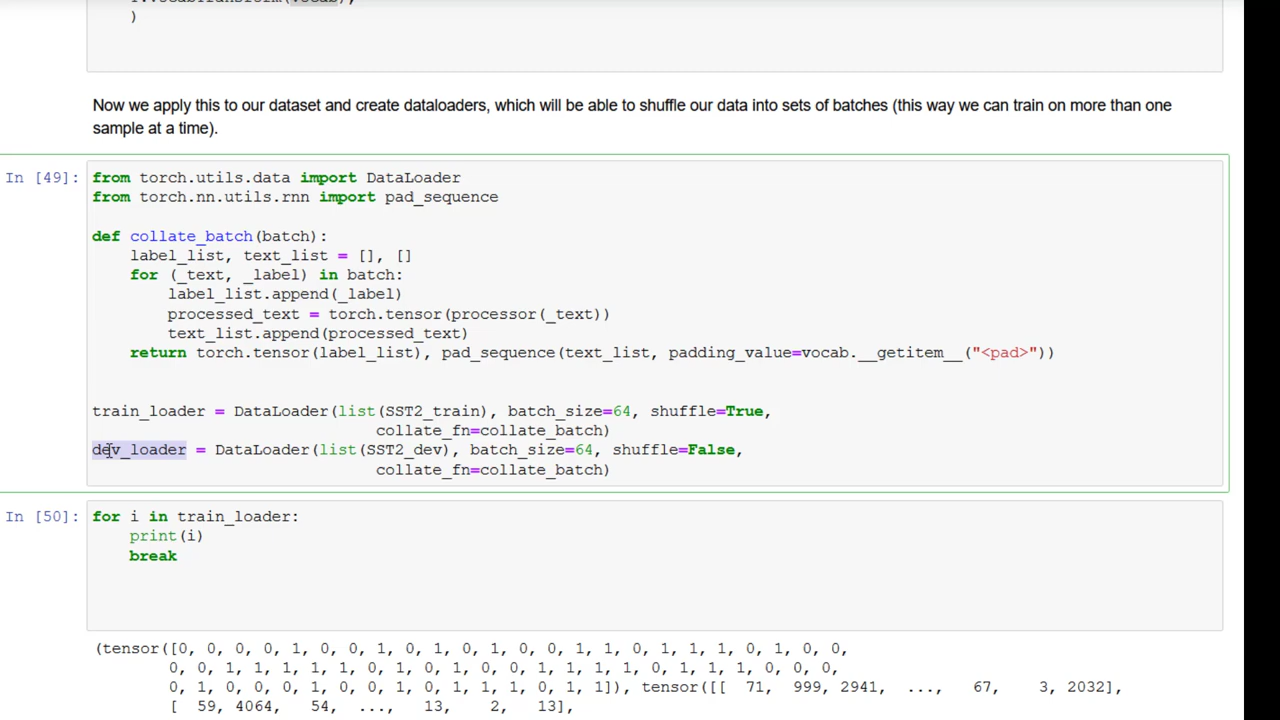 )
Now we apply this to our dataset and create dataloaders, which will be able to shuffle our data into sets of batches (this way we can train on more than one
sample at a time).
In [49]: from torch.utils.data import DataLoader
from torch.nn.utils.rnn import pad_sequence
def collate_batch(batch):
label_list, text_list = [], []
for (_text, _label) in batch:
label_list.append(_label)
processed_text = torch.tensor(processor(_text))
text_list.append(processed_text)
return torch.tensor(label_list), pad_sequence(text_list, padding_value=vocab.__getitem__("<pad>"))
train_loader = DataLoader(list(SST2_train), batch_size=64, shuffle=True,
collate_fn=collate_batch)
dev_loader = DataLoader(list(SST2_dev), batch_size=64, shuffle=False,
collate_fn=collate_batch)
In [50]: for i in train_loader:
print(i)
break
(tensor([0, 0, 0, 0, 1, 0, 0, 1, 0, 1, 0, 1, 0, 0, 1, 1, 0, 1, 1, 1, 0, 1, 0, 0,
0, 0, 1, 1, 1, 1, 1, 0, 1, 0, 1, 0, 0, 1, 1, 1, 1, 0, 1, 1, 1, 0, 0, 0,
0, 1, 0, 0, 0, 1, 0, 0, 1, 0, 1, 1, 1, 0, 1, 1]), tensor([[ 71, 999, 2941, ..., 67, 3, 2032],
[ 59, 4064, 54, ..., 13, 2, 13],